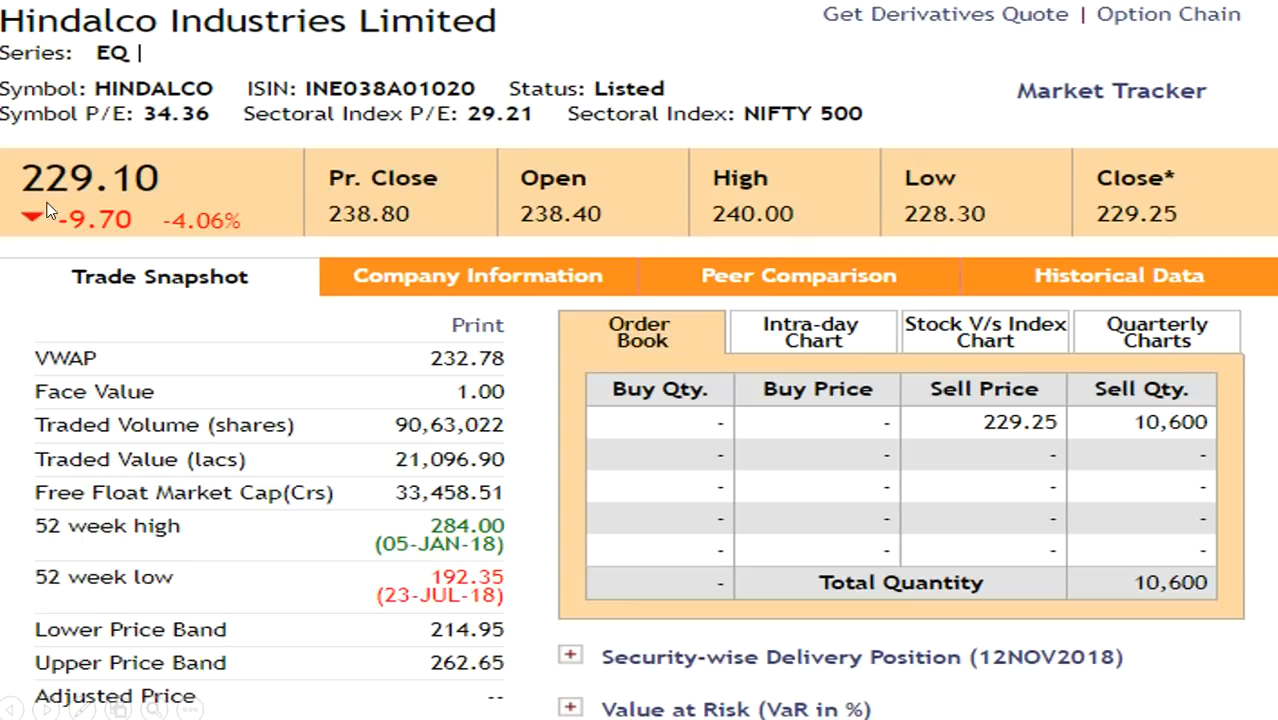 Hindalco Industries Limited
Get Derivatives Quote | Option Chain
Series: EQ |
Symbol: HINDALCO ISIN: INE038A01020 Status: Listed
Market Tracker
Symbol P/E: 34.36 Sectoral Index P/E: 29.21 Sectoral Index: NIFTY 500
229.10
-9.70 -4.06%
Pr. Close
238.80
Open
238.40
High
240.00
Low
228.30
Close*
229.25
Trade Snapshot Company Information Peer Comparison Historical Data
Print
VWAP 232.78
Face Value 1.00
Traded Volume (shares) 90,63,022
Traded Value (lacs) 21,096.90
Free Float Market Cap(Crs) 33,458.51
52 week high 284.00
(05-JAN-18)
52 week low 192.35
(23-JUL-18)
Lower Price Band 214.95
Upper Price Band 262.65
Adjusted Price --
Order
Book
Intra-day
Chart
Stock V/s Index
Chart
Quarterly
Charts
Buy Qty. Buy Price Sell Price Sell Qty.
- - 229.25 10,600
- - - -
- - - -
- - - -
- - - -
- Total Quantity 10,600
+ Security-wise Delivery Position (12NOV2018)
+ Value at Risk (VaR in %)